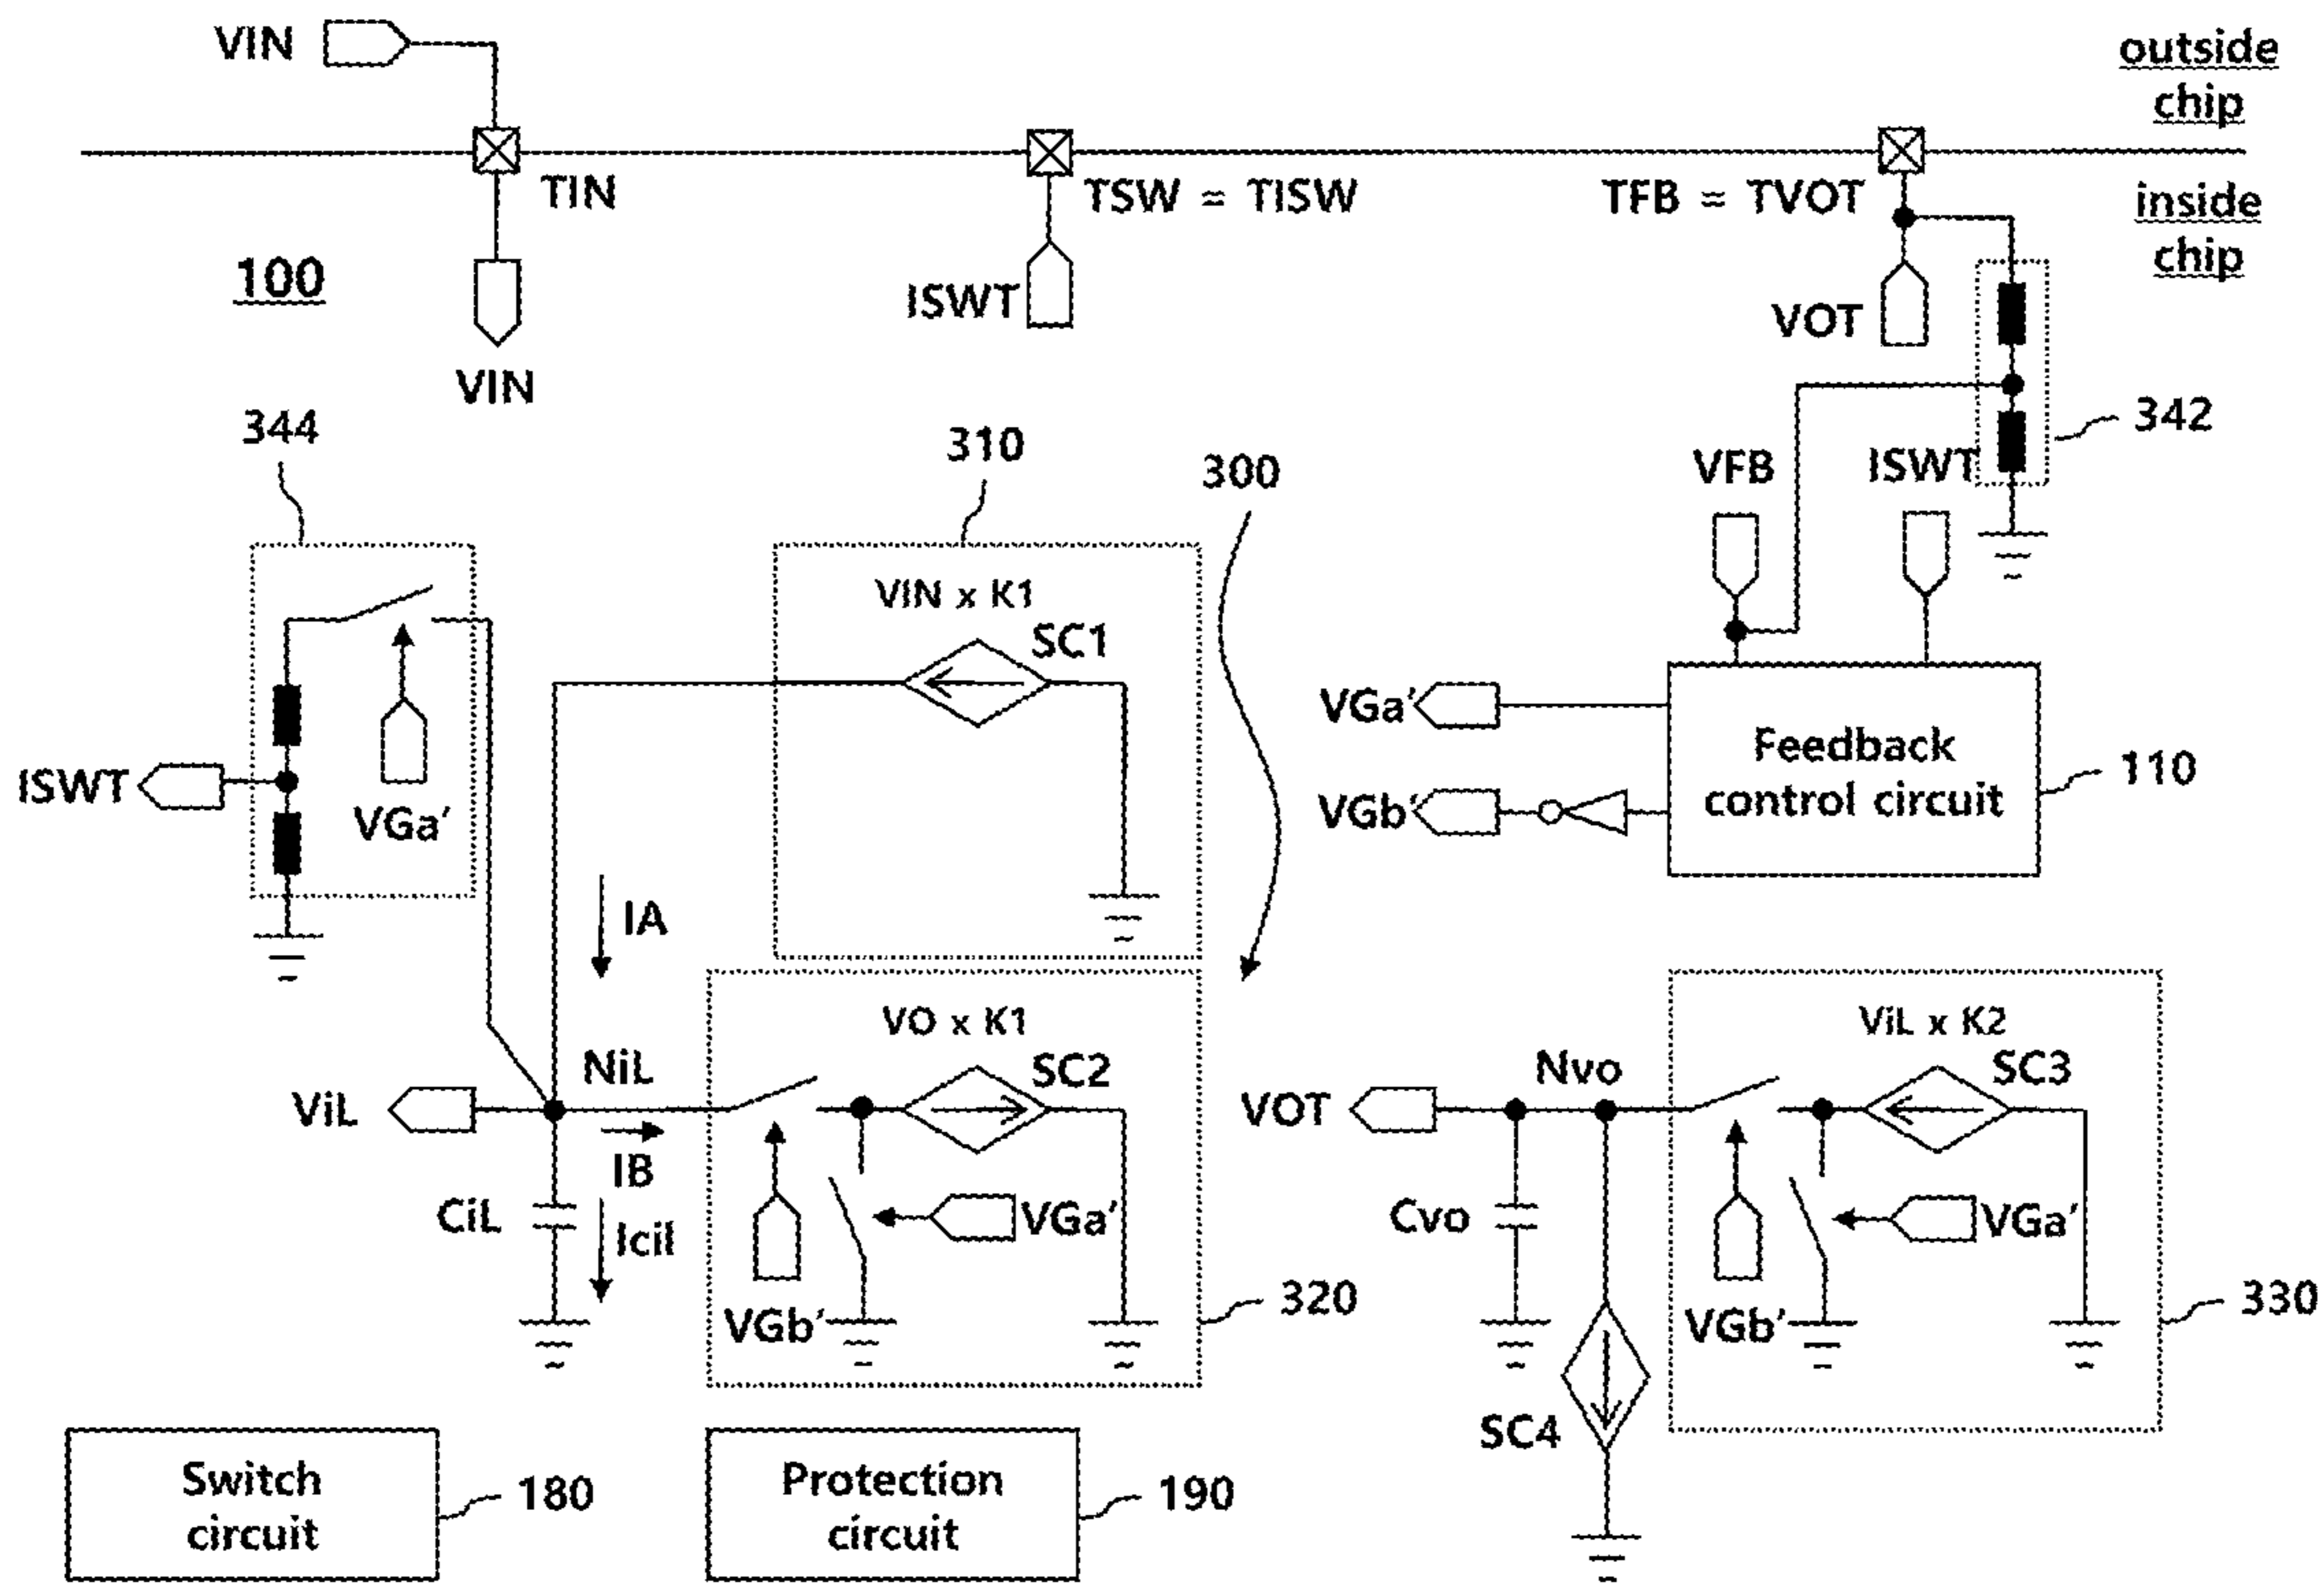 VIN
outside
chip
TIN
TSW = TISW
TFB = TVOT
inside
chip
100
ISWT
VOT
VIN
344
310
300
342
VFB
ISWT
VIN x K1
SC1
VGa'
Feedback
control circuit
110
ISWT
VGa'
VGb'
IA
VO x K1
ViL x K2
NiL
SC2
Nvo
SC3
ViL
VOT
IB
CiL
Icil
VGa'
Cvo
VGa'
VGb'
320
VGb'
330
SC4
Switch
circuit
180
Protection
circuit
190